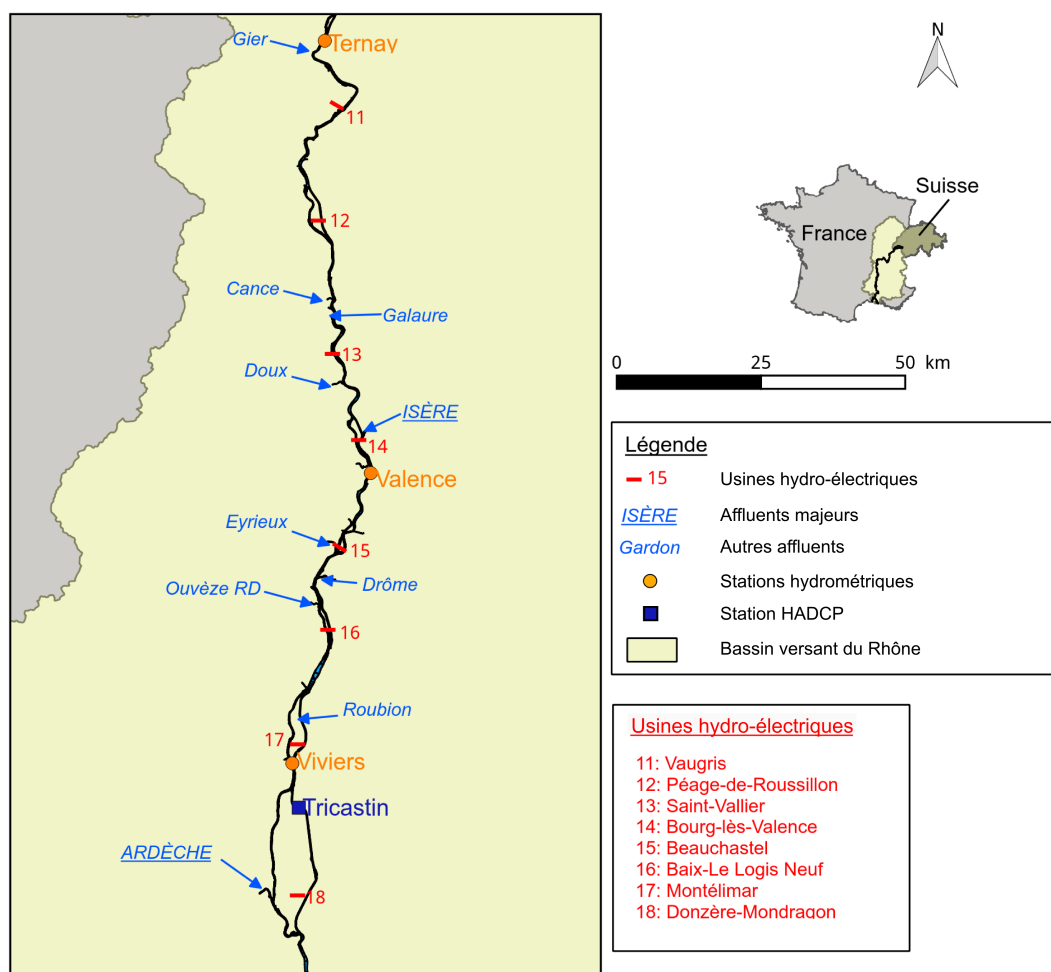 Gier
Ternay
11
12
Cance
Galaure
13
Doux
ISÈRE
14
Valence
Eyrieux
15
Drôme
Ouvèze RD
16
Roubion
17
Viviers
Tricastin
ARDÈCHE
18
N
Suisse
France
0 25 50 km
Légende
15 Usines hydro-électriques
ISÈRE Affluents majeurs
Gardon Autres affluents
Stations hydrométriques
Station HADCP
Bassin versant du Rhône
Usines hydro-électriques
11: Vaugris
12: Péage-de-Roussillon
13: Saint-Vallier
14: Bourg-lès-Valence
15: Beauchastel
16: Baix-Le Logis Neuf
17: Montélimar
18: Donzère-Mondragon